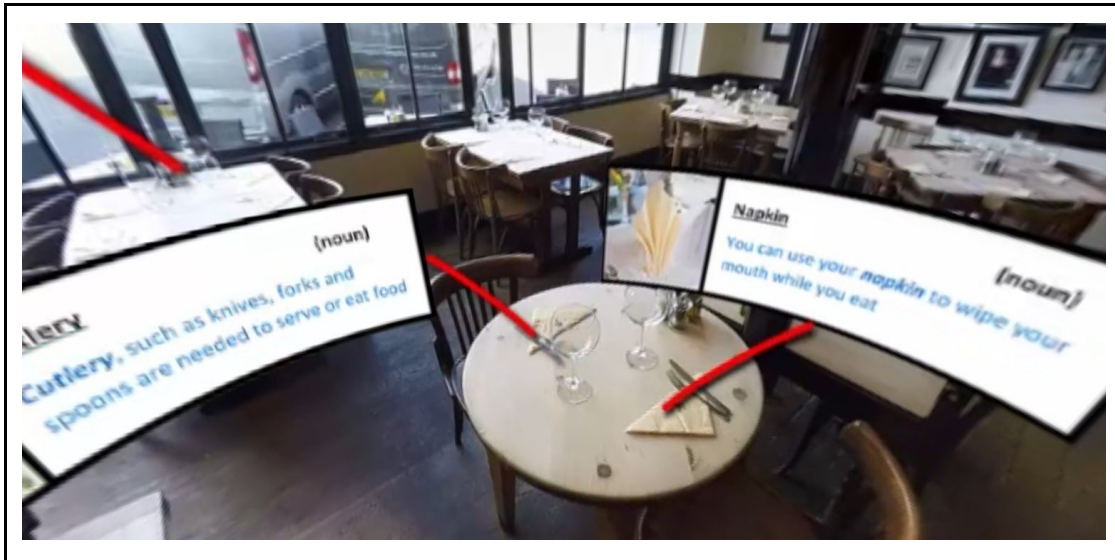 (noun)
Cutlery, such as knives, forks and
spoons are needed to serve or eat food
Napkin
(noun)
You can use your napkin to wipe your
mouth while you eat